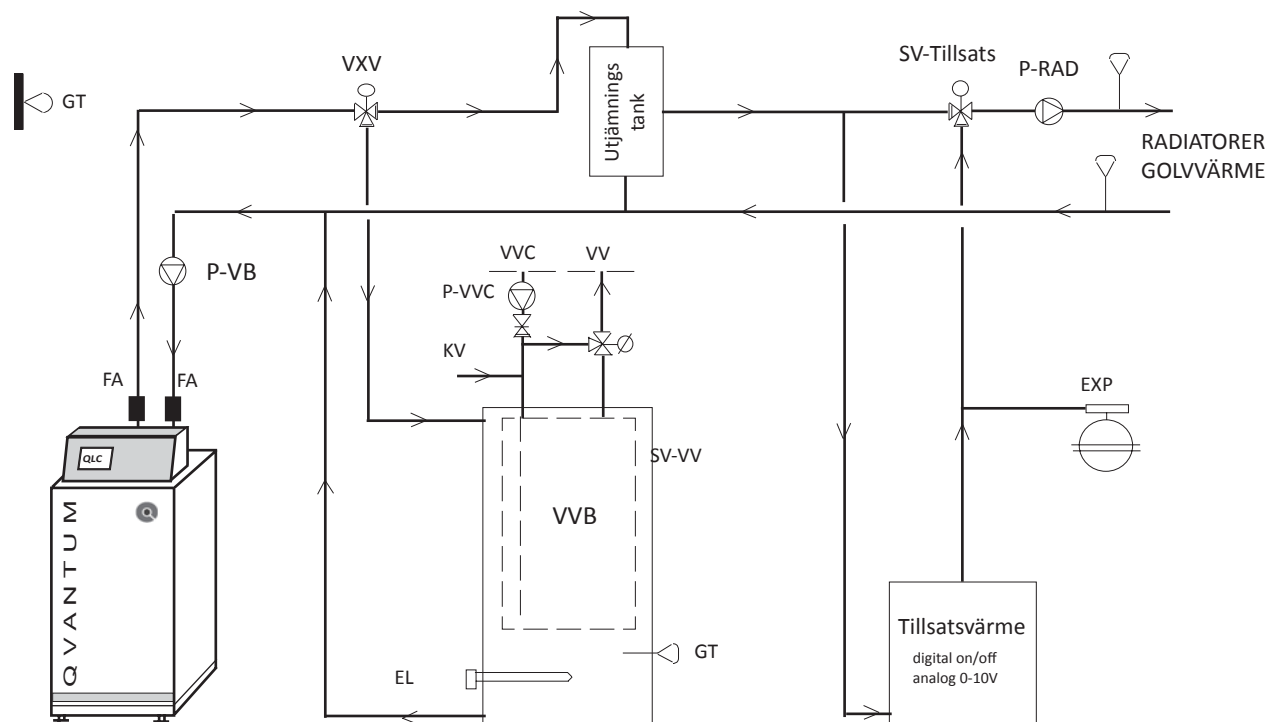 VXV
SV-Tillsats
P-RAD
GT
Utjämnings
tank
RADIATORER
GOLVVÄRME
P-VB
VVC
VV
P-VVC
KV
FA
FA
EXP
QLC
SV-VV
VVB
QVANTUM
Tillsatsvärme
digital on/off
analog 0-10V
GT
EL